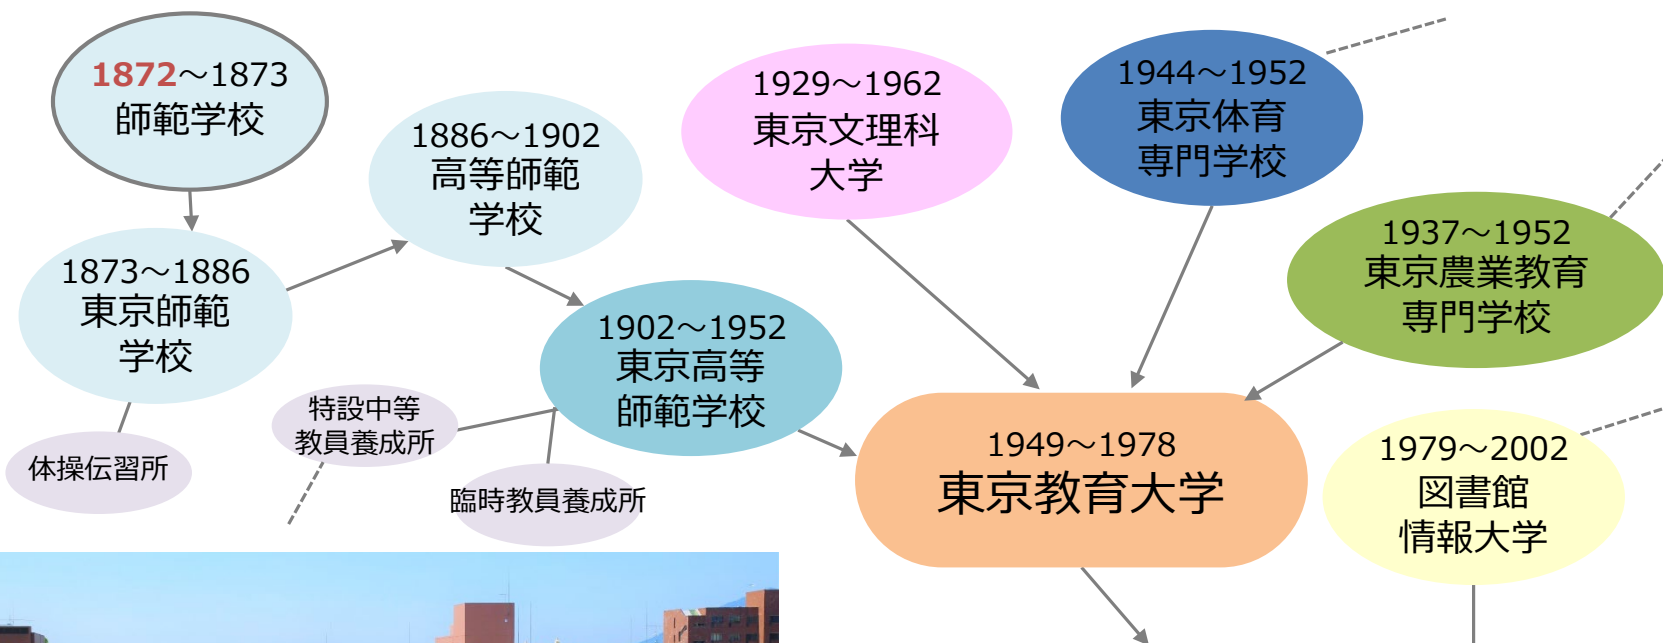 1872～1873
師範学校
1873～1886
東京師範
学校
体操伝習所
1886～1902
高等師範
学校
1902～1952
東京高等
師範学校
特設中等
教員養成所
臨時教員養成所
1929～1962
東京文理科
大学
1944～1952
東京体育
専門学校
1937～1952
東京農業教育
専門学校
1949～1978
東京教育大学
1979～2002
図書館
情報大学